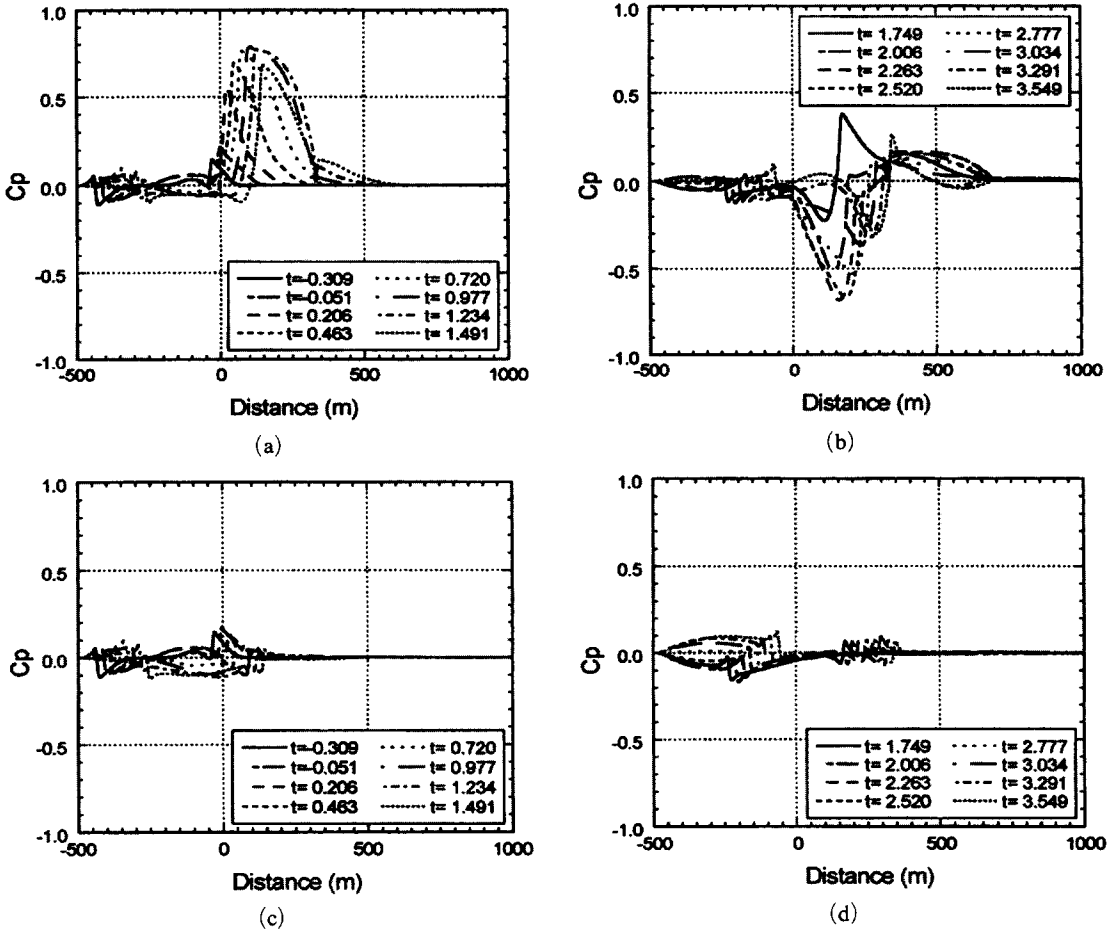 1.0
0.5
0.0
-0.5
-1.0
Cp
t=-0.309 t= 0.720
t=-0.051 t= 0.977
t= 0.206 t= 1.234
t= 0.463 t= 1.491
-500 0 500 1000
Distance (m)
(a)
1.0
0.5
0.0
-0.5
-1.0
Cp
t= 1.749 t= 2.777
t= 2.006 t= 3.034
t= 2.263 t= 3.291
t= 2.520 t= 3.549
-500 0 500 1000
Distance (m)
(b)
1.0
0.5
0.0
-0.5
-1.0
Cp
t=-0.309 t= 0.720
t=-0.051 t= 0.977
t= 0.206 t= 1.234
t= 0.463 t= 1.491
-500 0 500 1000
Distance (m)
(c)
1.0
0.5
0.0
-0.5
-1.0
Cp
t= 1.749 t= 2.777
t= 2.006 t= 3.034
t= 2.263 t= 3.291
t= 2.520 t= 3.549
-500 0 500 1000
Distance (m)
(d)